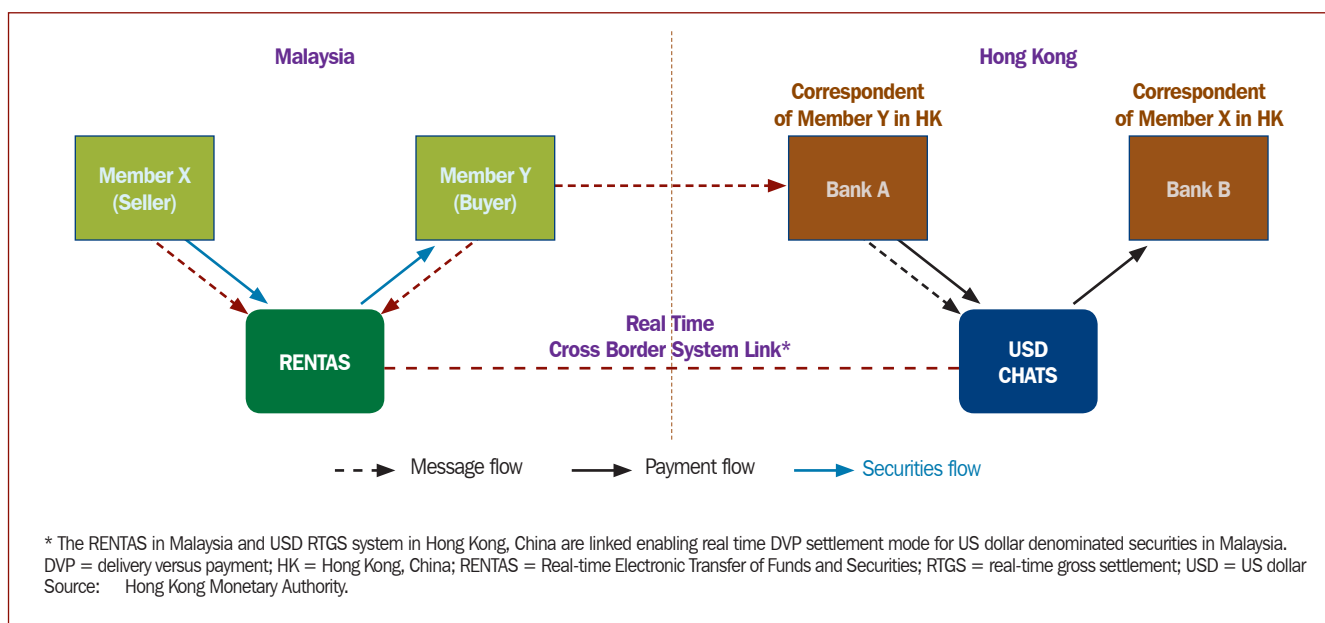 Malaysia
Hong Kong
Correspondent
of Member Y in HK
Correspondent
of Member X in HK
Member X
(Seller)
Member Y
(Buyer)
Bank A
Bank B
RENTAS
Real Time
Cross Border System Link*
USD
CHATS
Message flow
Payment flow
Securities flow
* The RENTAS in Malaysia and USD RTGS system in Hong Kong, China are linked enabling real time DVP settlement mode for US dollar denominated securities in Malaysia.
DVP = delivery versus payment; HK = Hong Kong, China; RENTAS = Real-time Electronic Transfer of Funds and Securities; RTGS = real-time gross settlement; USD = US dollar
Source: Hong Kong Monetary Authority.